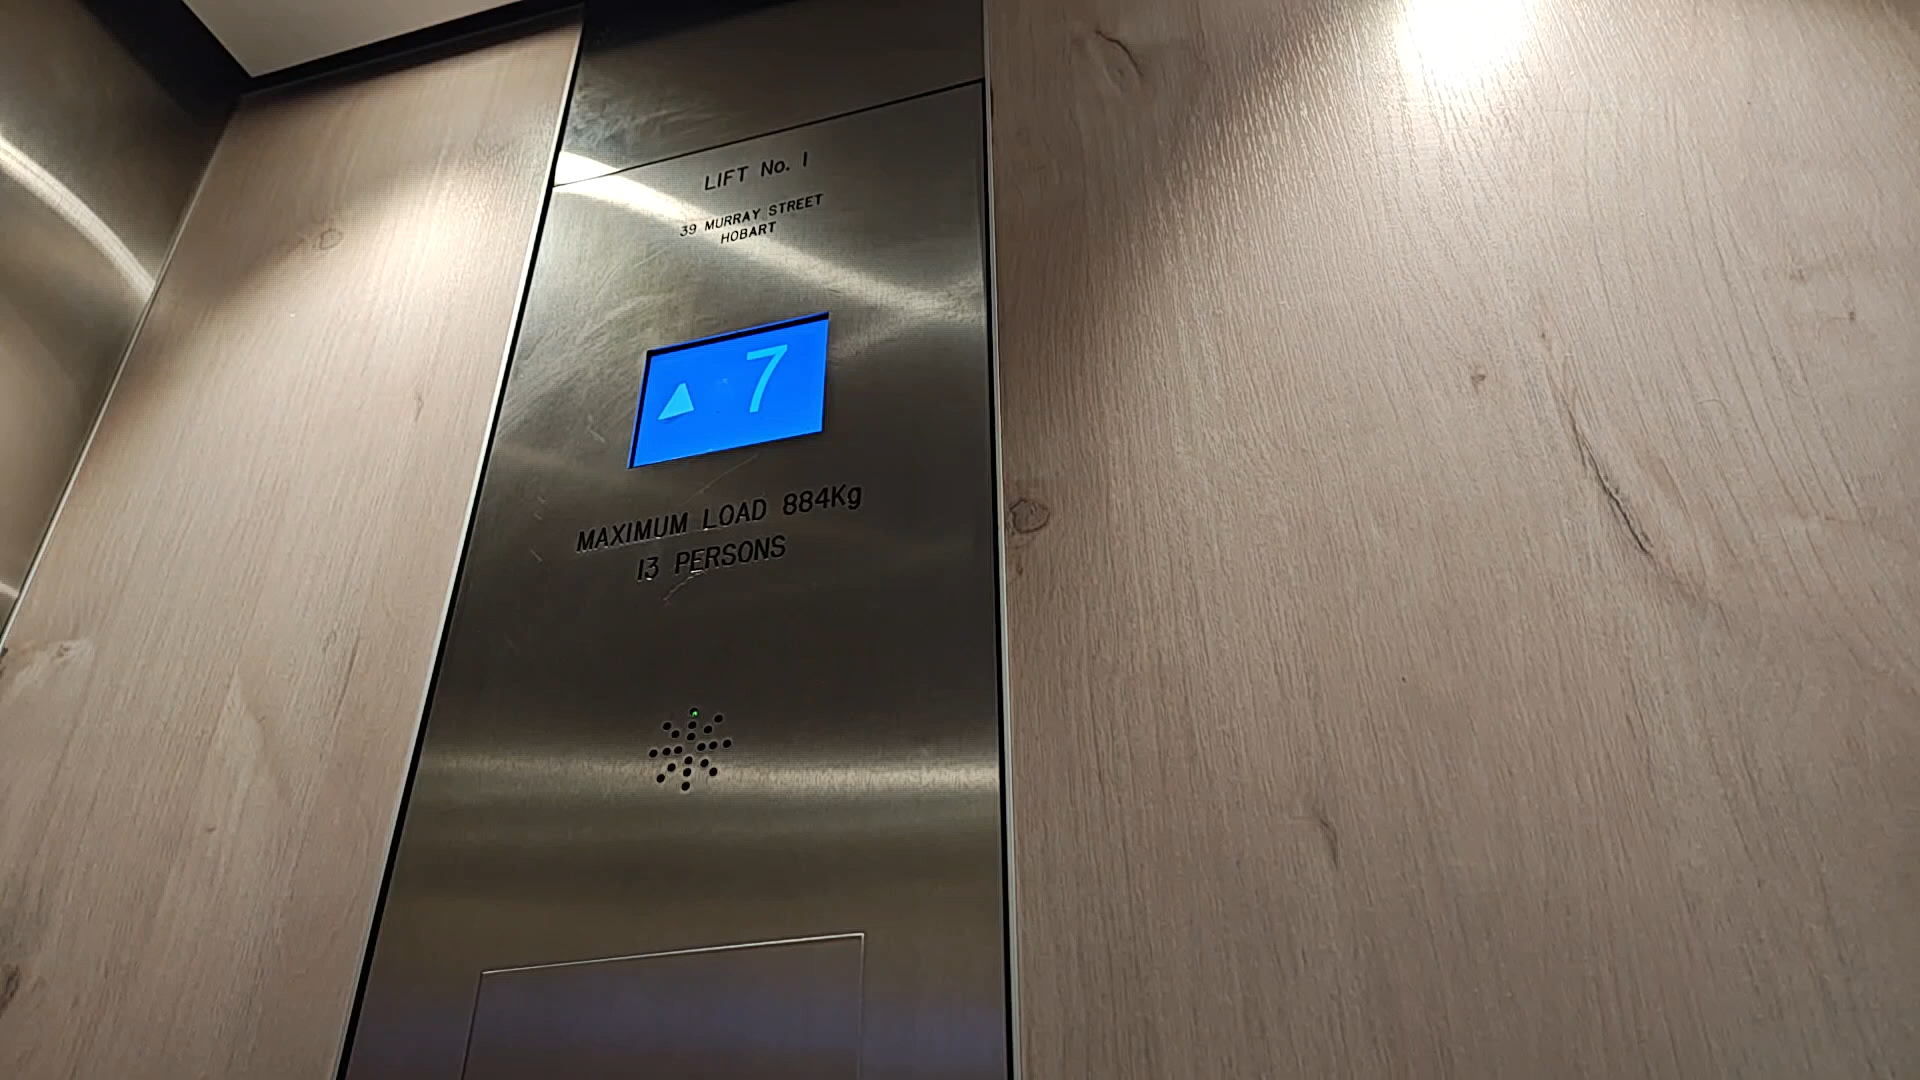 LIFT No. 1
39 MURRAY STREET
HOBART
▲ 7
MAXIMUM LOAD 884Kg
13 PERSONS